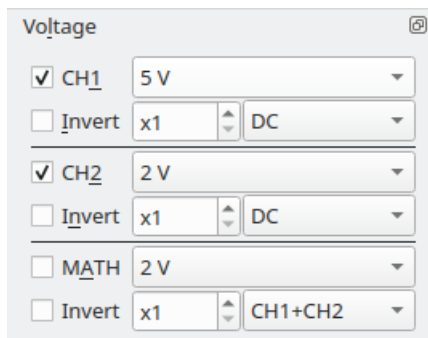 Voltage
CH1 5 V
Invert x1 DC
CH2 2 V
Invert x1 DC
MATH 2 V
Invert x1 CH1+CH2